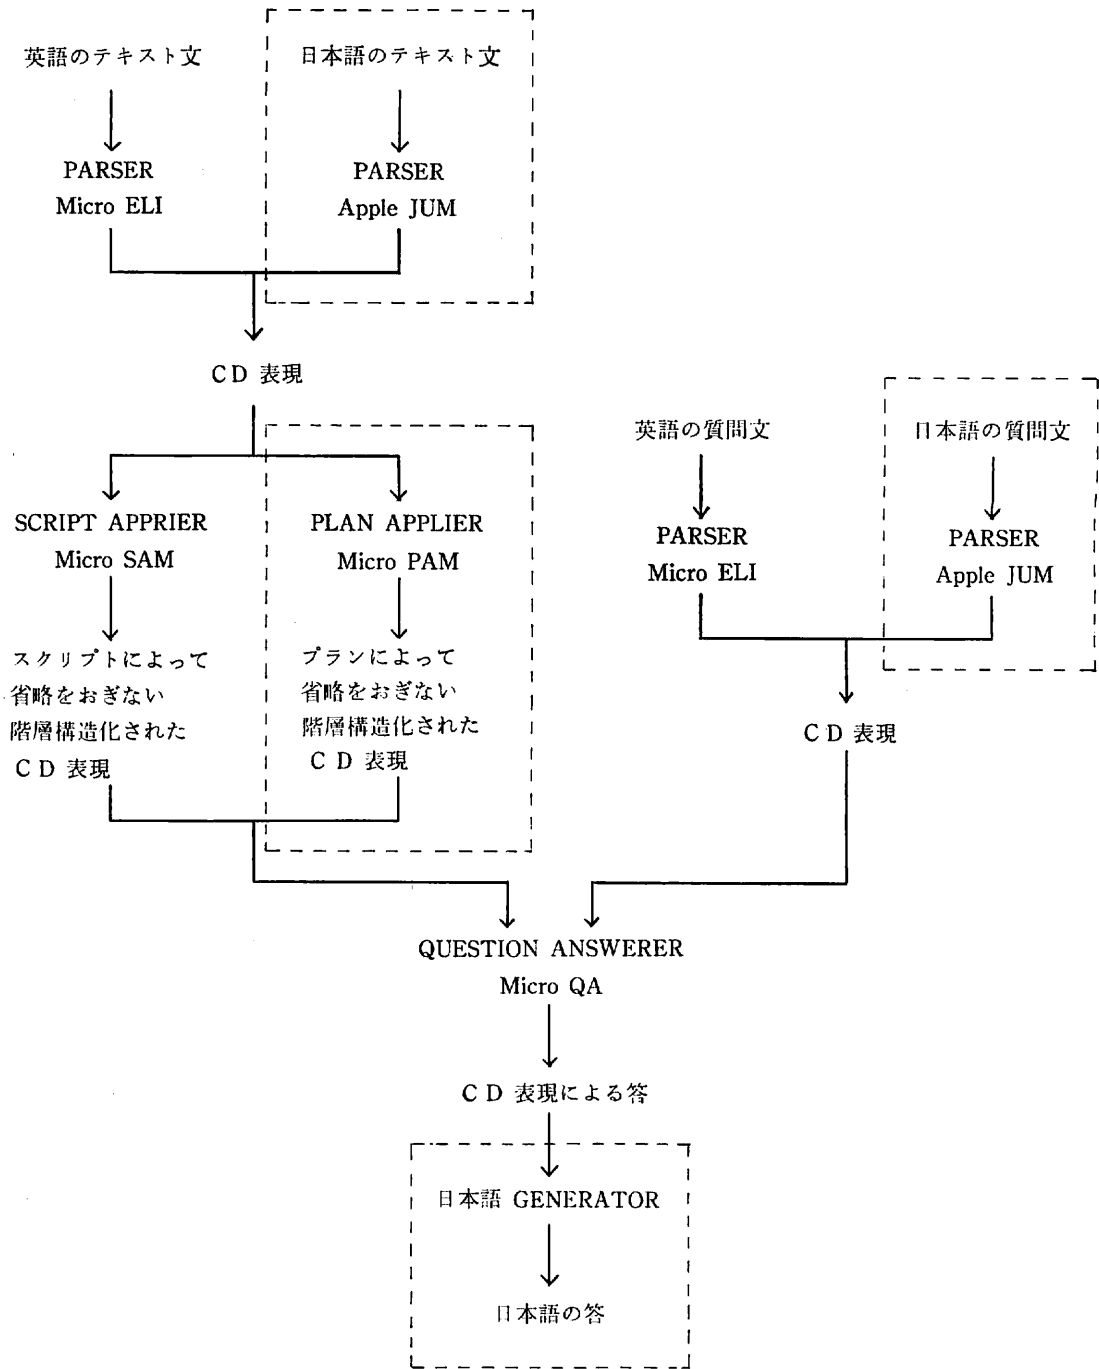 英語のテキスト文
日本語のテキスト文
PARSER
Micro ELI
PARSER
Apple JUM
CD 表現
英語の質問文
日本語の質問文
SCRIPT APPRIER
Micro SAM
PLAN APPLIER
Micro PAM
PARSER
Micro ELI
PARSER
Apple JUM
スクリプトによって
省略をおぎない
階層構造化された
CD 表現
プランによって
省略をおぎない
階層構造化された
CD 表現
CD 表現
QUESTION ANSWERER
Micro QA
CD 表現による答
日本語 GENERATOR
日本語の答